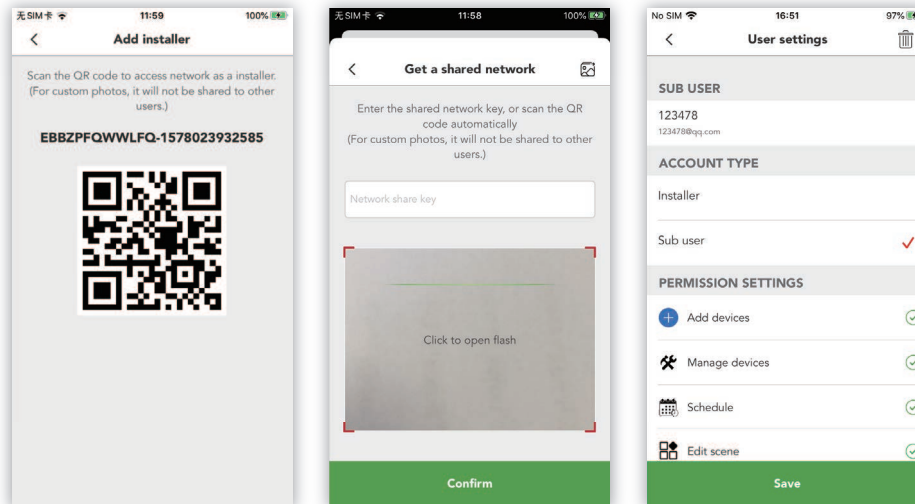 无SIM卡 11:59 100%
Add installer
Scan the QR code to access network as a installer.
(For custom photos, it will not be shared to other
users.)
EBBZPFQWWLFQ-1578023932585
无SIM卡 11:58 100%
Get a shared network
Enter the shared network key, or scan the QR
code automatically
(For custom photos, it will not be shared to other
users.)
Network share key
Click to open flash
Confirm
No SIM 16:51 97%
User settings
SUB USER
123478
123478@qq.com
ACCOUNT TYPE
Installer
Sub user
PERMISSION SETTINGS
Add devices
Manage devices
Schedule
Edit scene
Save